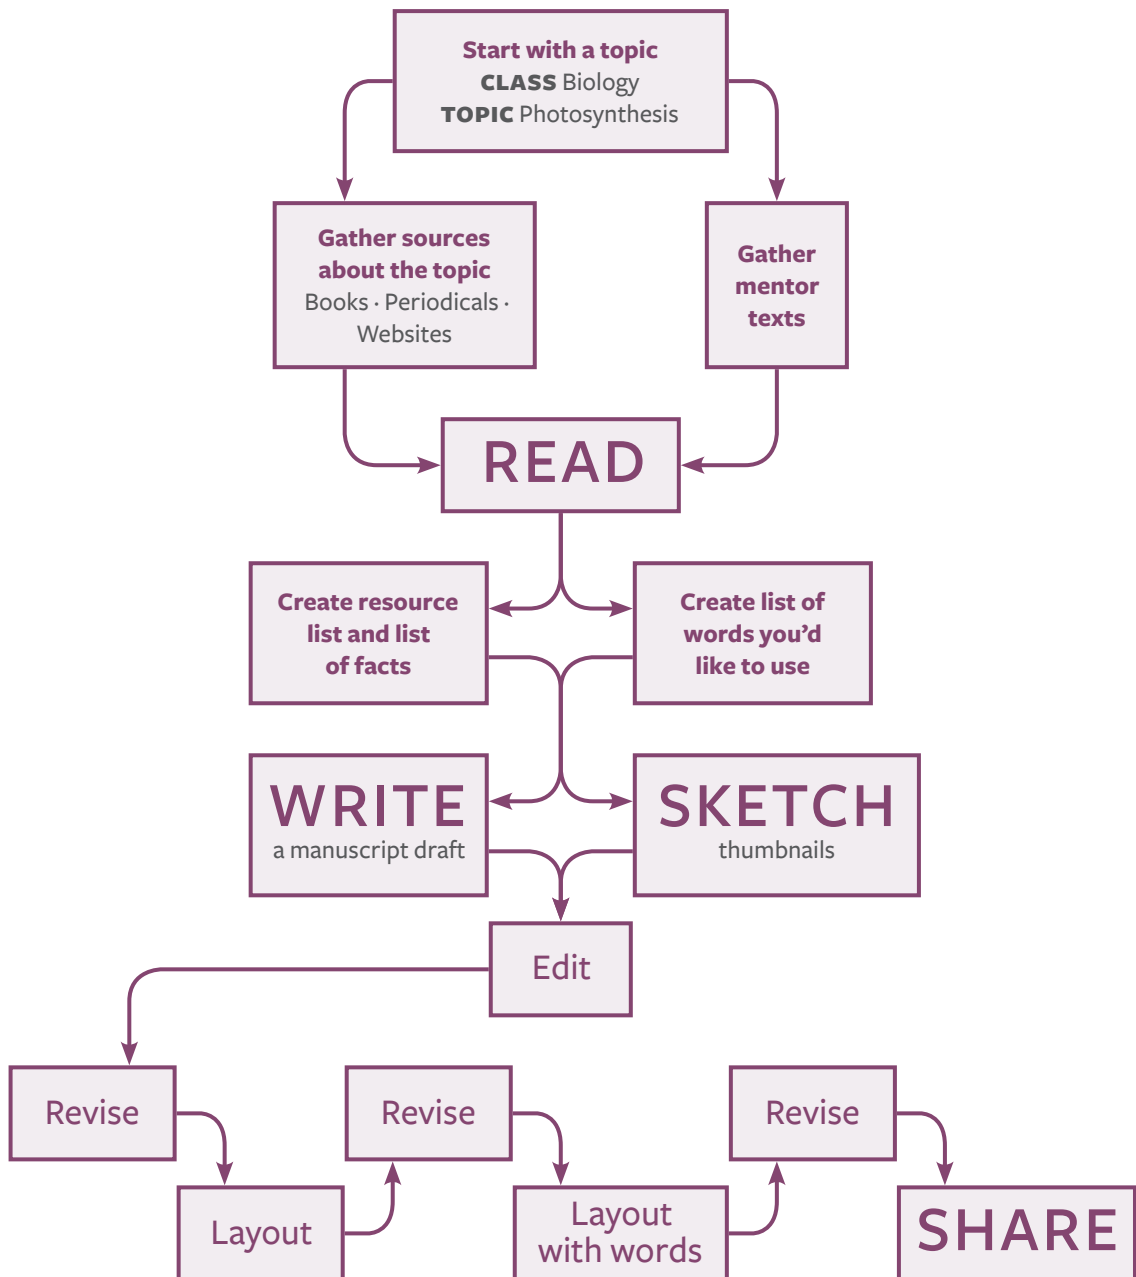 Start with a topic
CLASS Biology
TOPIC Photosynthesis
Gather sources
about the topic
Books · Periodicals ·
Websites
Gather
mentor
texts
READ
Create resource
list and list
of facts
Create list of
words you’d
like to use
WRITE
a manuscript draft
SKETCH
thumbnails
Edit
Revise
Layout
Revise
Layout
with words
Revise
SHARE